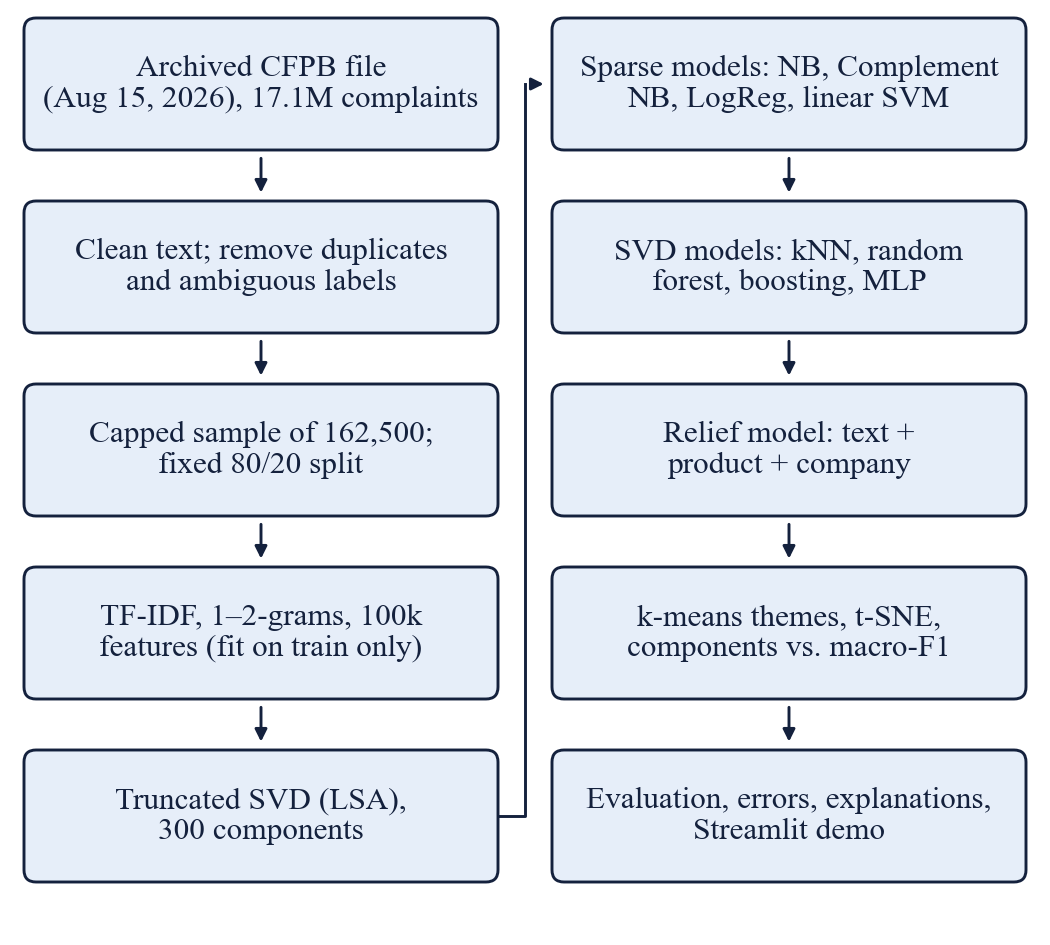 Archived CFPB file
(Aug 15, 2026), 17.1M complaints
Clean text; remove duplicates
and ambiguous labels
Capped sample of 162,500;
fixed 80/20 split
TF-IDF, 1–2-grams, 100k
features (fit on train only)
Truncated SVD (LSA),
300 components
Sparse models: NB, Complement
NB, LogReg, linear SVM
SVD models: kNN, random
forest, boosting, MLP
Relief model: text +
product + company
k-means themes, t-SNE,
components vs. macro-F1
Evaluation, errors, explanations,
Streamlit demo